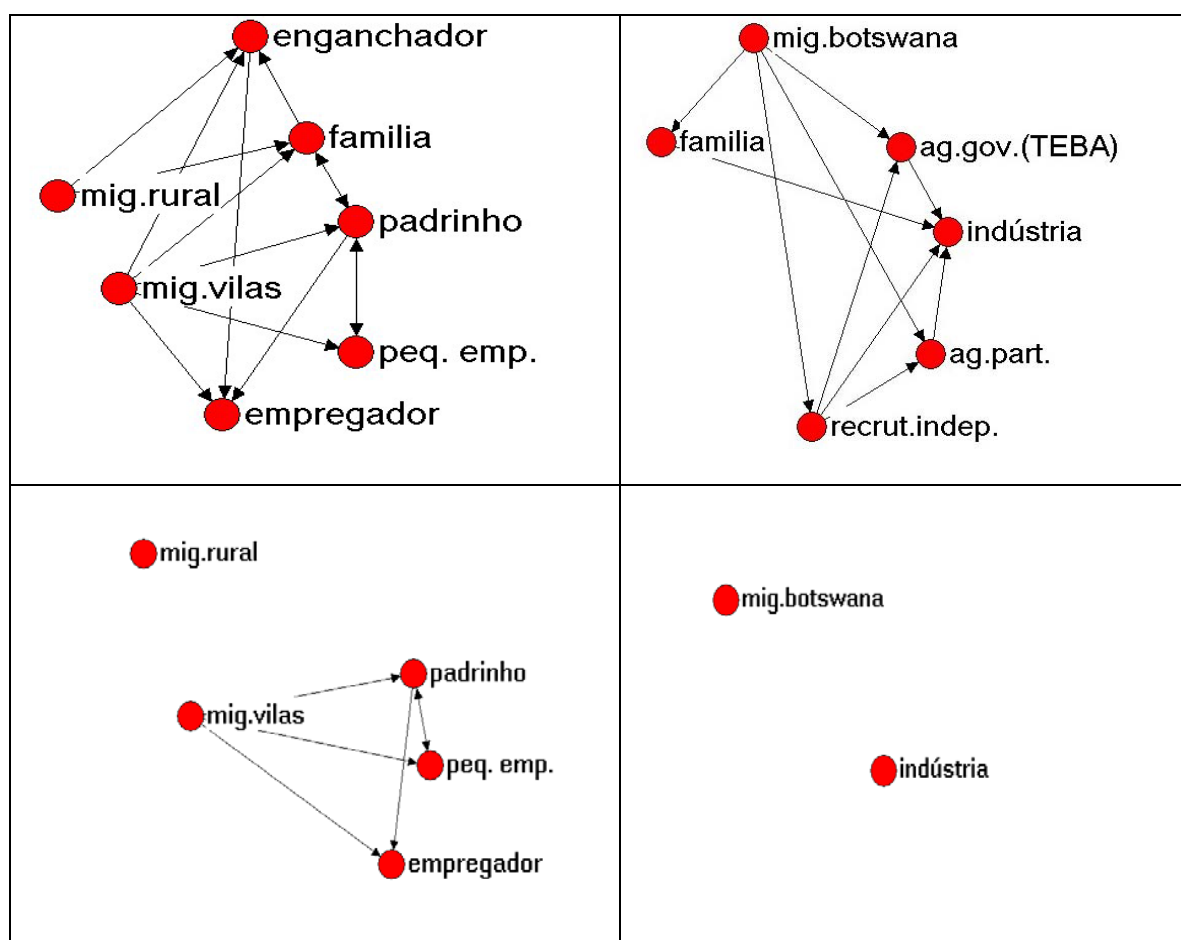 enganchador
familia
mig.rural
padrinho
mig.vilas
peq. emp.
empregador
mig.botswana
familia
ag.gov.(TEBA)
indústria
ag.part.
recrut.indep.
mig.rural
padrinho
mig.vilas
peq. emp.
empregador
mig.botswana
indústria